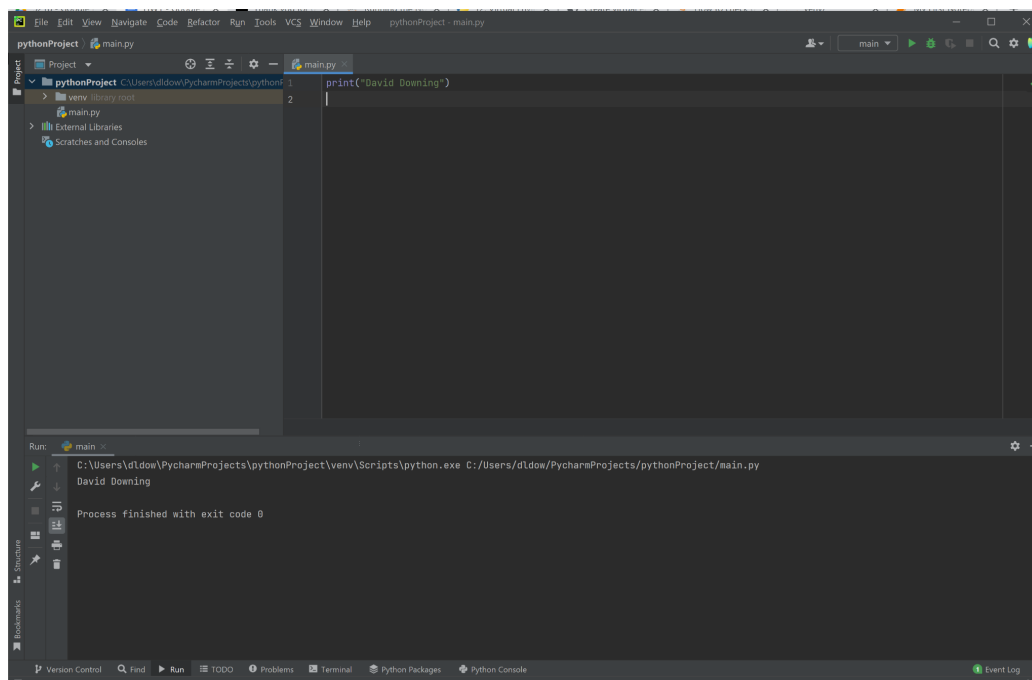 File Edit View Navigate Code Refactor Run Tools VCS Window Help pythonProject - main.py
pythonProject main.py
main
Project
Project
main.py
pythonProject C:\Users\dldow\PycharmProjects\python
venv library root
main.py
External Libraries
Scratches and Consoles
1 print("David Downing")
2
Run: main
C:\Users\dldow\PycharmProjects\pythonProject\venv\Scripts\python.exe C:/Users/dldow/PycharmProjects/pythonProject/main.py
David Downing
Process finished with exit code 0
Structure
Bookmarks
Version Control Find Run TODO Problems Terminal Python Packages Python Console 1 Event Log